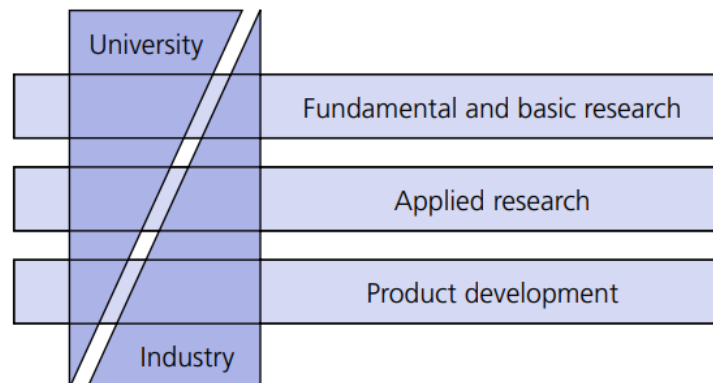 University
Fundamental and basic research
Applied research
Product development
Industry